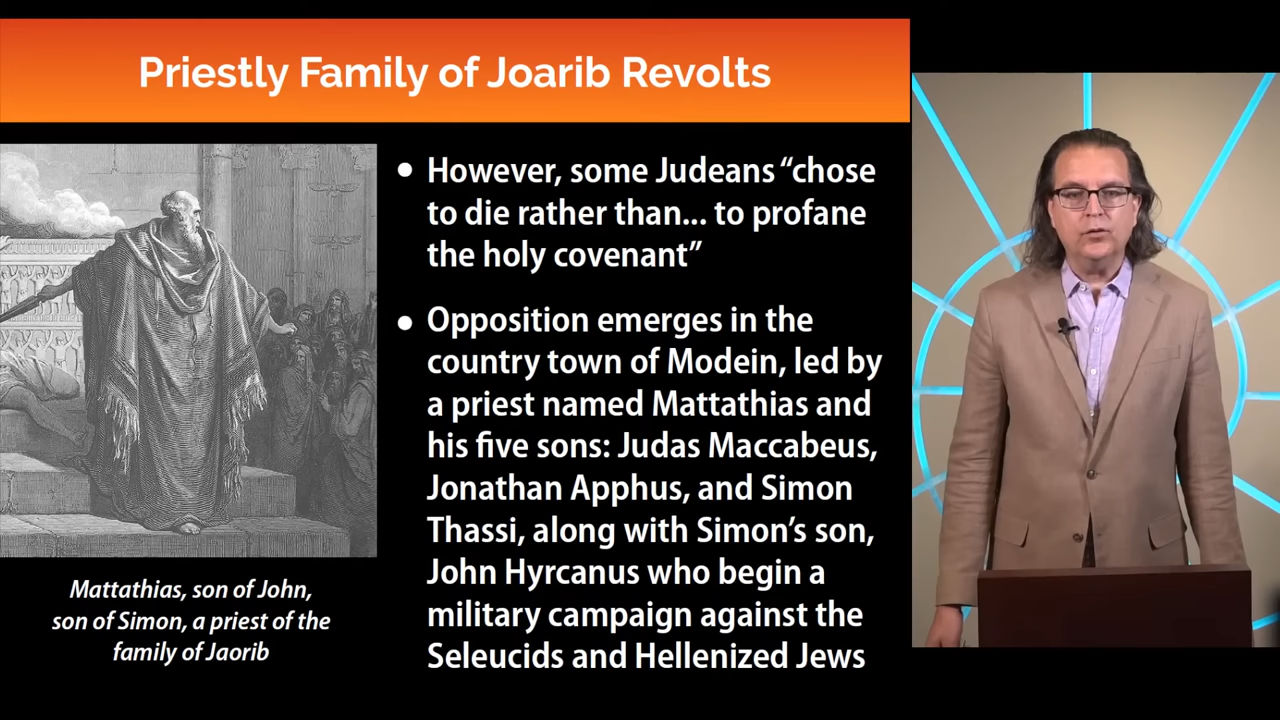 Priestly Family of Joarib Revolts
• However, some Judeans “chose
to die rather than... to profane
the holy covenant”
• Opposition emerges in the
country town of Modein, led by
a priest named Mattathias and
his five sons: Judas Maccabeus,
Jonathan Apphus, and Simon
Thassi, along with Simon’s son,
John Hyrcanus who begin a
military campaign against the
Seleucids and Hellenized Jews
Mattathias, son of John,
son of Simon, a priest of the
family of Jaorib